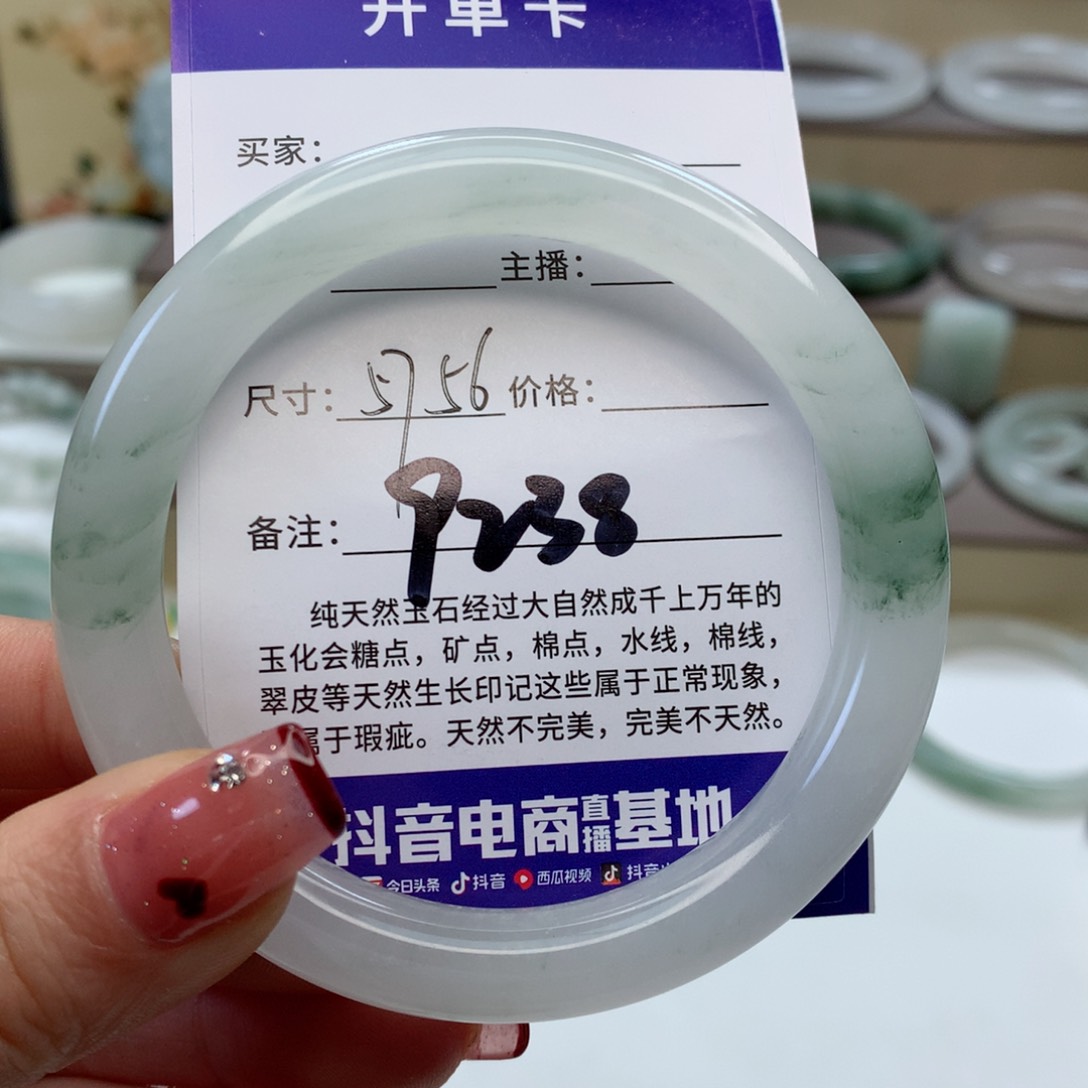 开单卡
买家：
主播：
尺寸：57 56 价格：
备注：9238
纯天然玉石经过大自然成千上万年的
玉化会糖点，矿点，棉点，水线，棉线，
翠皮等天然生长印记这些属于正常现象，
属于瑕疵。天然不完美，完美不天然。
抖音电商直播基地
今日头条 抖音 西瓜视频